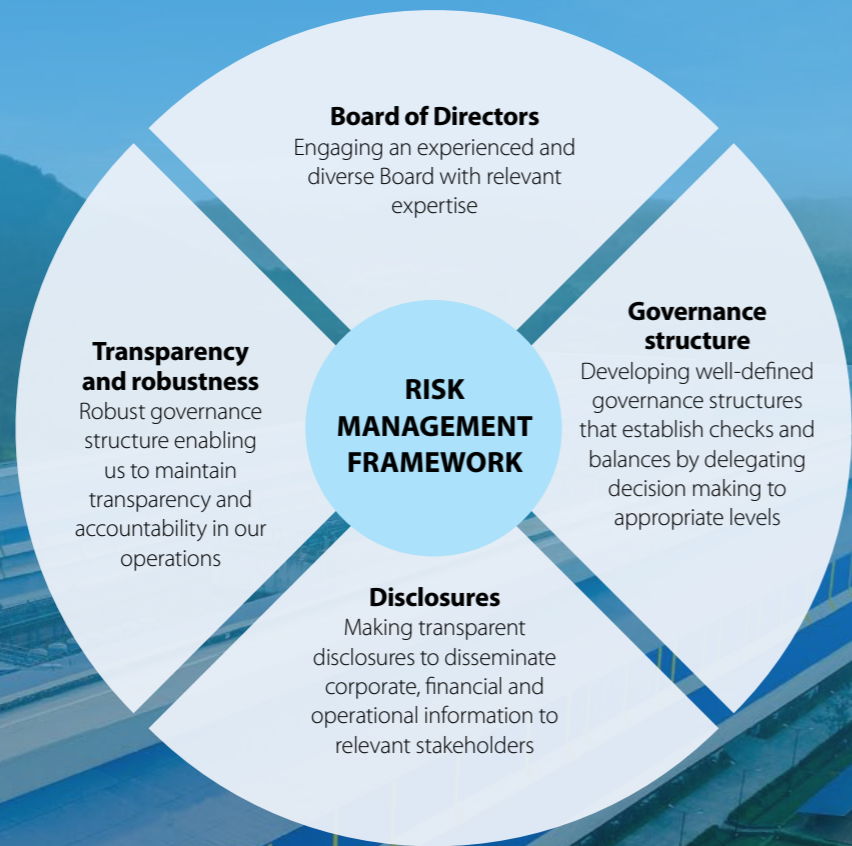 Board of Directors
Engaging an experienced and
diverse Board with relevant
expertise
Governance
structure
Developing well-defined
governance structures
that establish checks and
balances by delegating
decision making to
appropriate levels
Disclosures
Making transparent
disclosures to disseminate
corporate, financial and
operational information to
relevant stakeholders
Transparency
and robustness
Robust governance
structure enabling
us to maintain
transparency and
accountability in our
operations
RISK
MANAGEMENT
FRAMEWORK